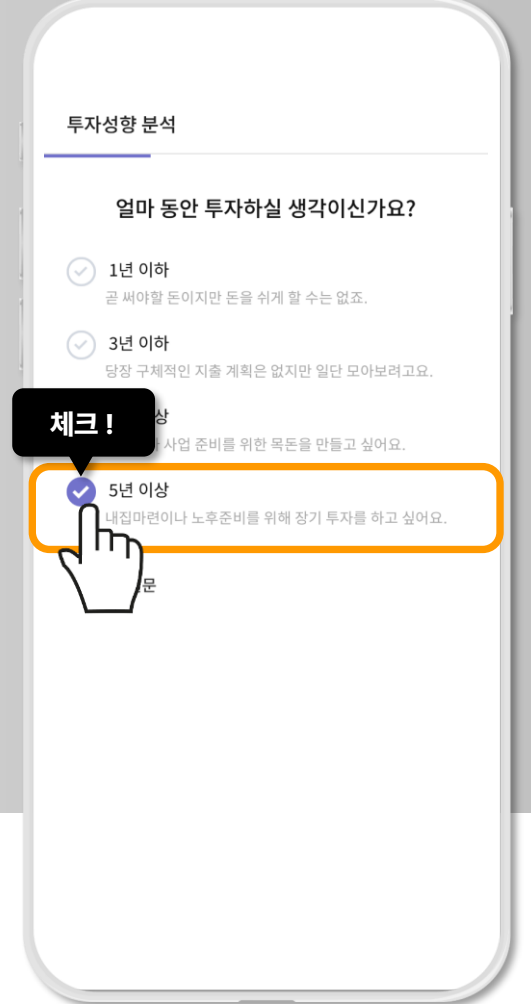 투자성향 분석
얼마 동안 투자하실 생각이신가요?
1년 이하
곧 써야할 돈이지만 돈을 쉬게 할 수는 없죠.
3년 이하
당장 구체적인 지출 계획은 없지만 일단 모아보려고요.
체크 !
상
사업 준비를 위한 목돈을 만들고 싶어요.
5년 이상
내집마련이나 노후준비를 위해 장기 투자를 하고 싶어요.
문